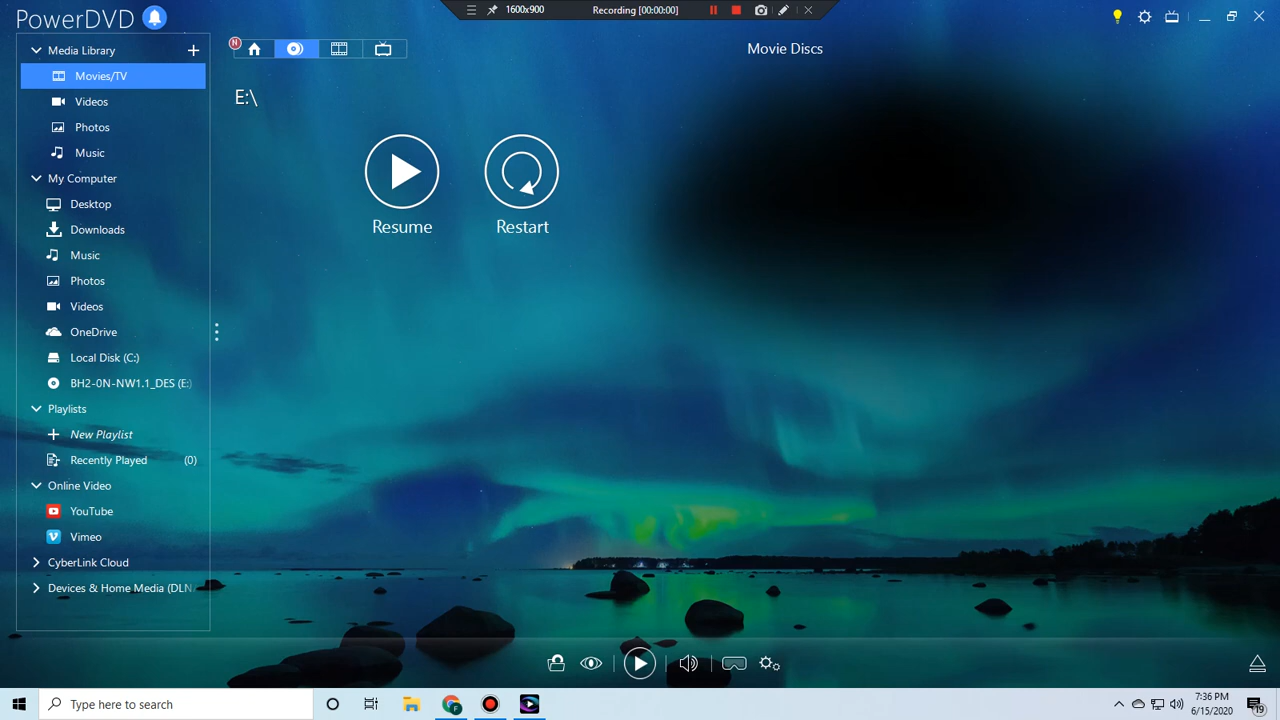 PowerDVD
1600x900
Recording [00:00:00]
Media Library
Movies/TV
Videos
Photos
Music
My Computer
Desktop
Downloads
Music
Photos
Videos
OneDrive
Local Disk (C:)
BH2-0N-NW1.1_DES (E:)
Playlists
New Playlist
Recently Played (0)
Online Video
YouTube
Vimeo
CyberLink Cloud
Devices & Home Media (DLN
N
Movie Discs
E:\
Resume
Restart
Type here to search
F
7:36 PM
6/15/2020
19